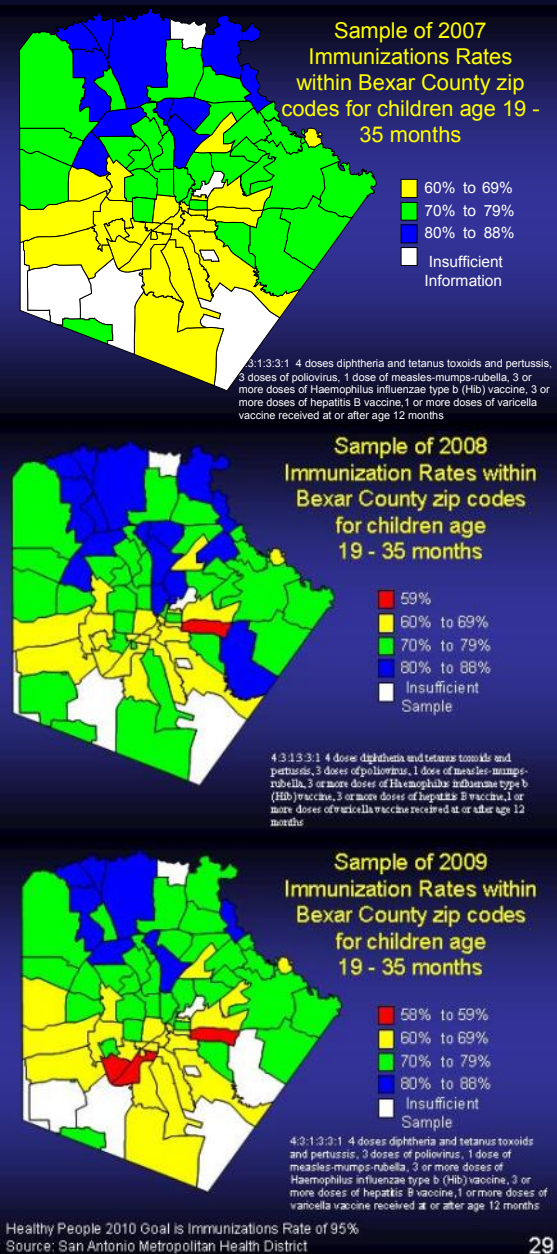 Sample of 2007
Immunizations Rates
within Bexar County zip
codes for children age 19 -
35 months
60% to 69%
70% to 79%
80% to 88%
Insufficient
Information
:3:1:3:3:1 4 doses diphtheria and tetanus toxoids and pertussis,
3 doses of poliovirus, 1 dose of measles-mumps-rubella, 3 or
more doses of Haemophilus influenzae type b (Hib) vaccine, 3 or
more doses of hepatitis B vaccine,1 or more doses of varicella
vaccine received at or after age 12 months
Sample of 2008
Immunization Rates within
Bexar County zip codes
for children age
19 - 35 months
59%
60% to 69%
70% to 79%
80% to 88%
Insufficient
Sample
4:3:1:3:3:1 4 doses diphtheria and tetanus toxoids and
pertussis, 3 doses of poliovirus, 1 dose of measles-mumps-
rubella, 3 or more doses of Haemophilus influenzae type b
(Hib) vaccine, 3 or more doses of hepatitis B vaccine,1 or
more doses of varicella vaccine received at or after age 12
months
Sample of 2009
Immunization Rates within
Bexar County zip codes
for children age
19 - 35 months
58% to 59%
60% to 69%
70% to 79%
80% to 88%
Insufficient
Sample
4:3:1:3:3:1 4 doses diphtheria and tetanus toxoids
and pertussis, 3 doses of poliovirus, 1 dose of
measles-mumps-rubella, 3 or more doses of
Haemophilus influenzae type b (Hib) vaccine, 3 or
more doses of hepatitis B vaccine,1 or more doses of
varicella vaccine received at or after age 12 months
Healthy People 2010 Goal is Immunizations Rate of 95%
Source: San Antonio Metropolitan Health District
29